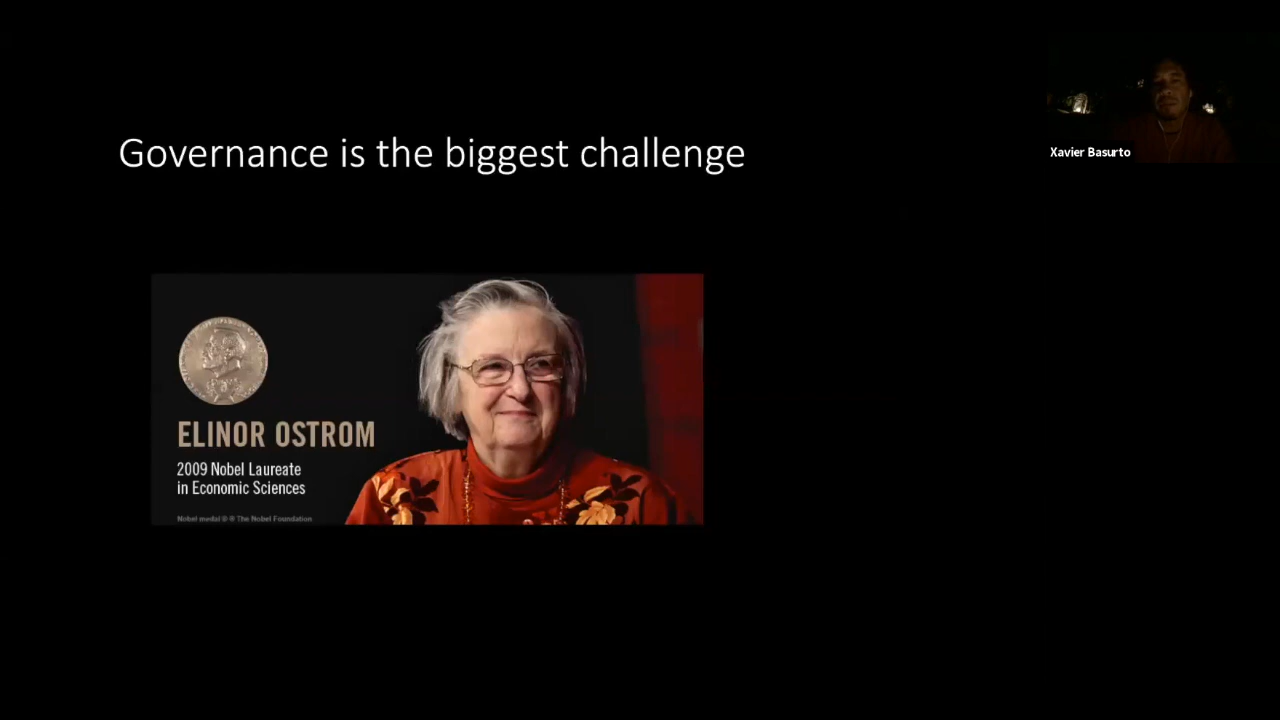 Governance is the biggest challenge
Xavier Basurto
ELINOR OSTROM
2009 Nobel Laureate
in Economic Sciences
Nobel medal © ® The Nobel Foundation